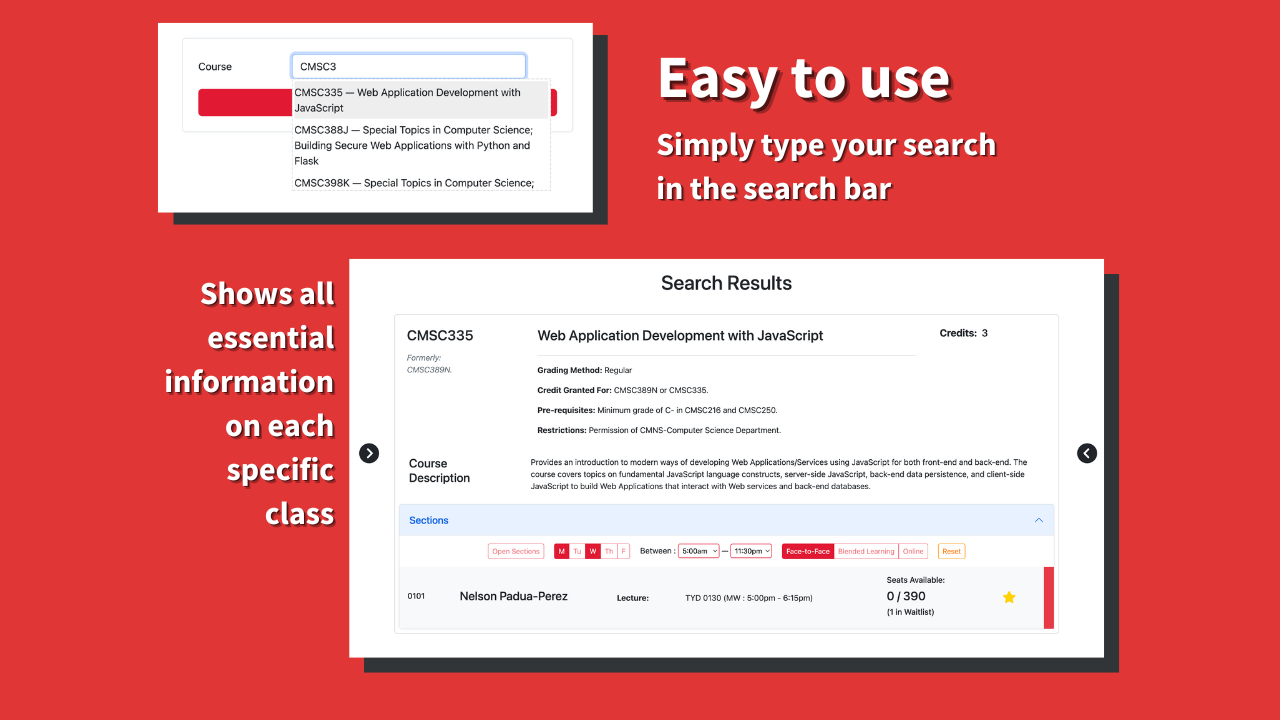 Course
CMSC3
CMSC335 — Web Application Development with
JavaScript
CMSC388J — Special Topics in Computer Science;
Building Secure Web Applications with Python and
Flask
CMSC398K — Special Topics in Computer Science;
Easy to use
Simply type your search
in the search bar
Shows all
essential
information
on each
specific
class
Search Results
CMSC335
Formerly:
CMSC389N.
Web Application Development with JavaScript
Credits: 3
Grading Method: Regular
Credit Granted For: CMSC389N or CMSC335.
Pre-requisites: Minimum grade of C- in CMSC216 and CMSC250.
Restrictions: Permission of CMNS-Computer Science Department.
Course
Description
Provides an introduction to modern ways of developing Web Applications/Services using JavaScript for both front-end and back-end. The
course covers topics on fundamental JavaScript language constructs, server-side JavaScript, back-end data persistence, and client-side
JavaScript to build Web Applications that interact with Web services and back-end databases.
Sections
Open Sections M Tu W Th F Between : 5:00am — 11:30pm Face-to-Face Blended Learning Online Reset
0101 Nelson Padua-Perez Lecture: TYD 0130 (MW : 5:00pm - 6:15pm)
Seats Available:
0 / 390
(1 in Waitlist)